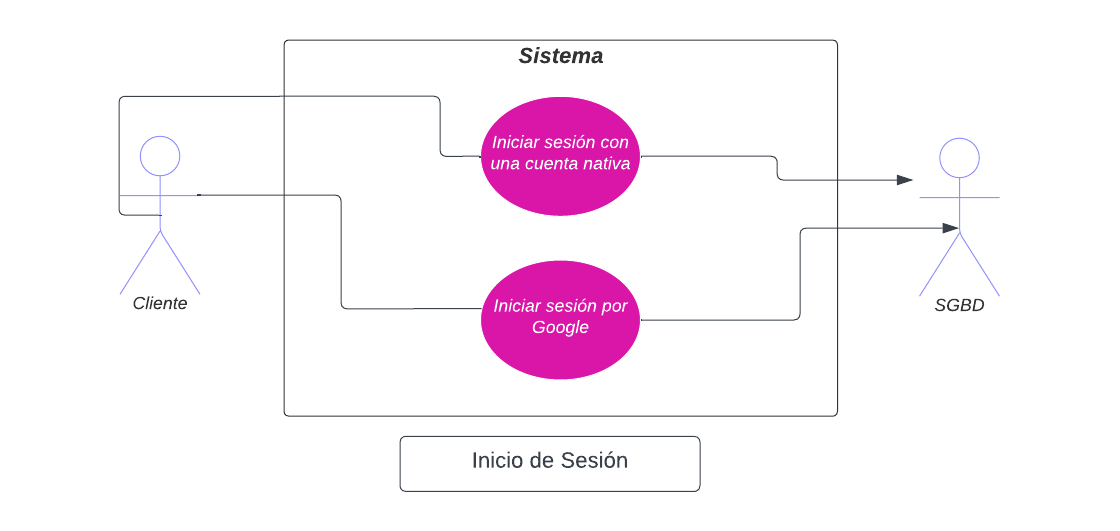 Sistema
Iniciar sesión con
una cuenta nativa
Cliente
Iniciar sesión por
Google
SGBD
Inicio de Sesión